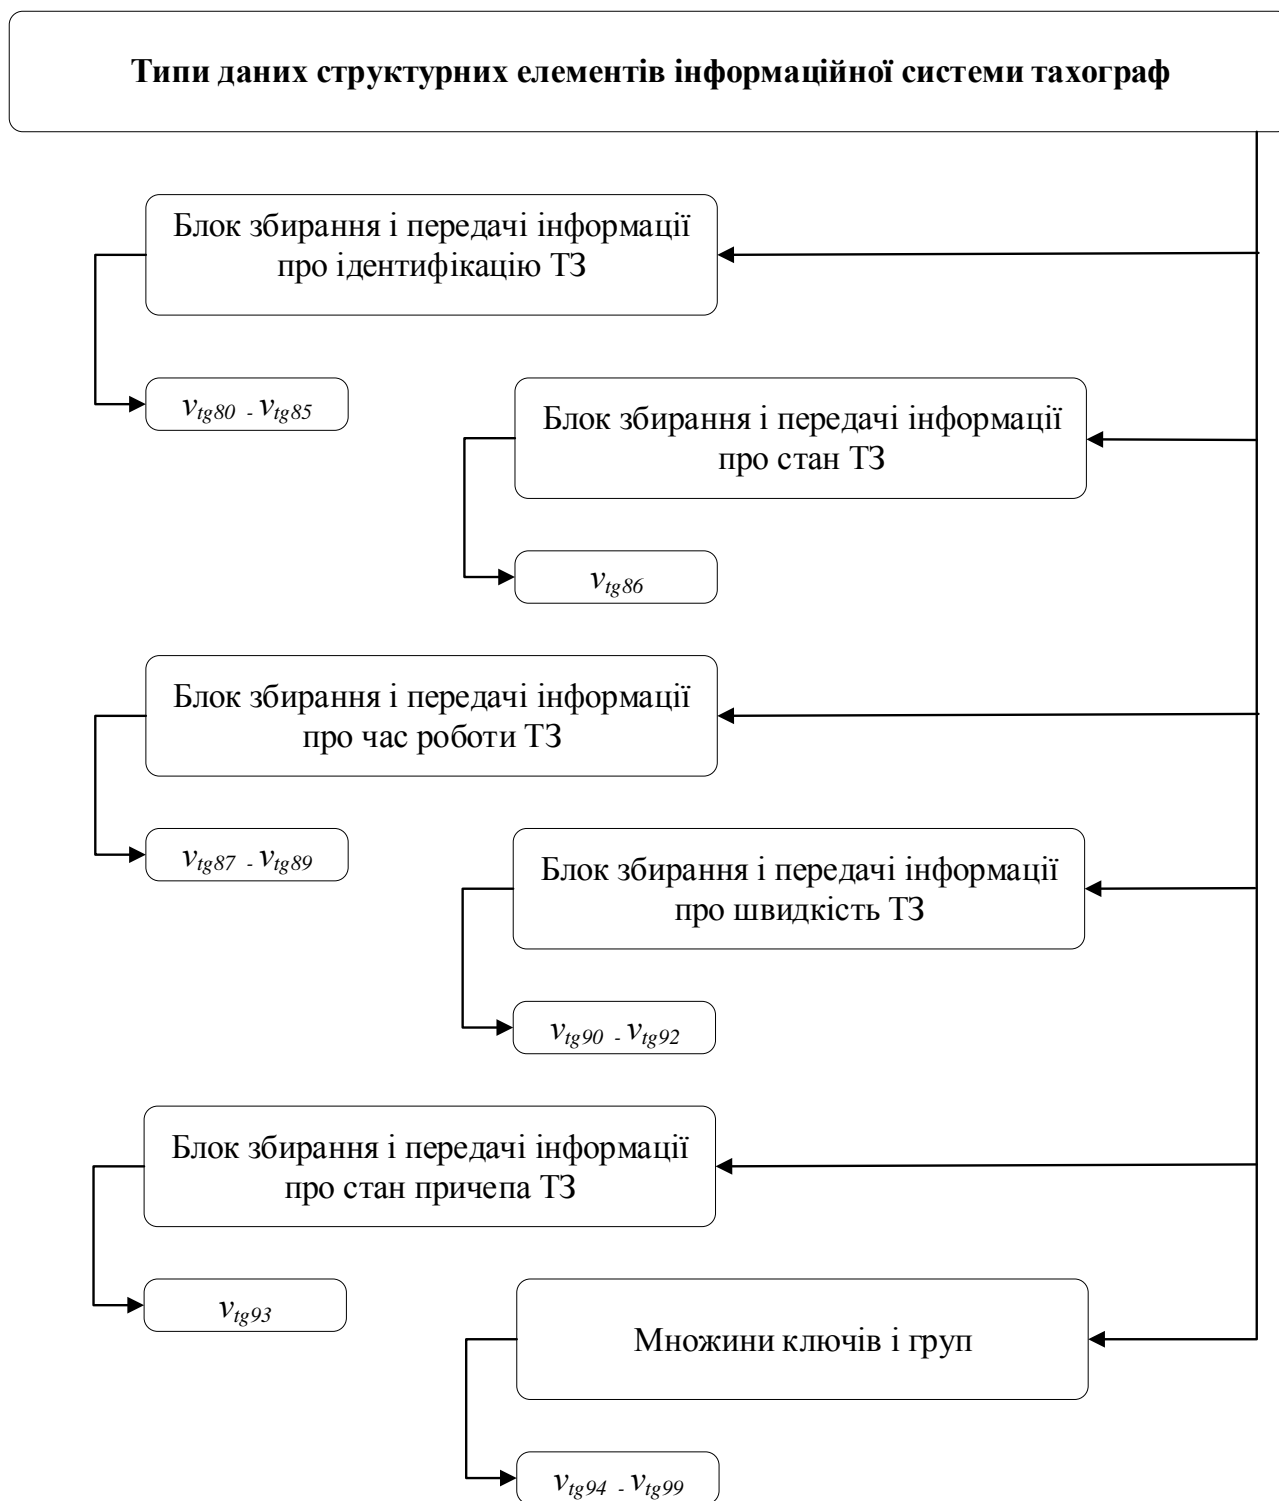 Типи даних структурних елементів інформаційної системи тахограф
Блок збирання і передачі інформації
про ідентифікацію ТЗ
vtg80 - vtg85
Блок збирання і передачі інформації
про стан ТЗ
vtg86
Блок збирання і передачі інформації
про час роботи ТЗ
vtg87 - vtg89
Блок збирання і передачі інформації
про швидкість ТЗ
vtg90 - vtg92
Блок збирання і передачі інформації
про стан причепа ТЗ
vtg93
Множини ключів і груп
vtg94 - vtg99